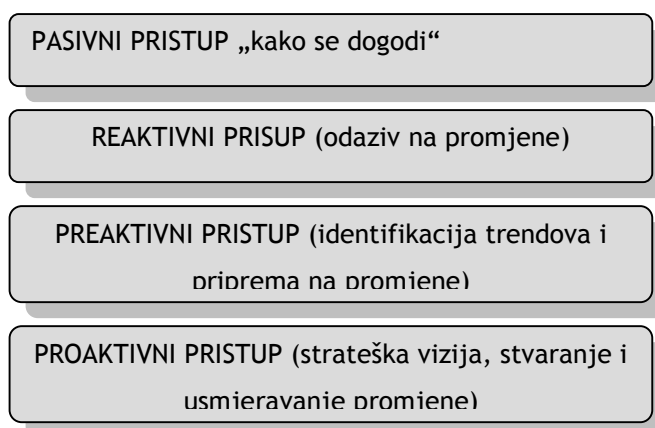 PASIVNI PRISTUP „kako se dogodi“
REAKTIVNI PRISUP (odaziv na promjene)
PREAKTIVNI PRISTUP (identifikacija trendova i
priprema na promjene)
PROAKTIVNI PRISTUP (strateška vizija, stvaranje i
usmjeravanje promjene)